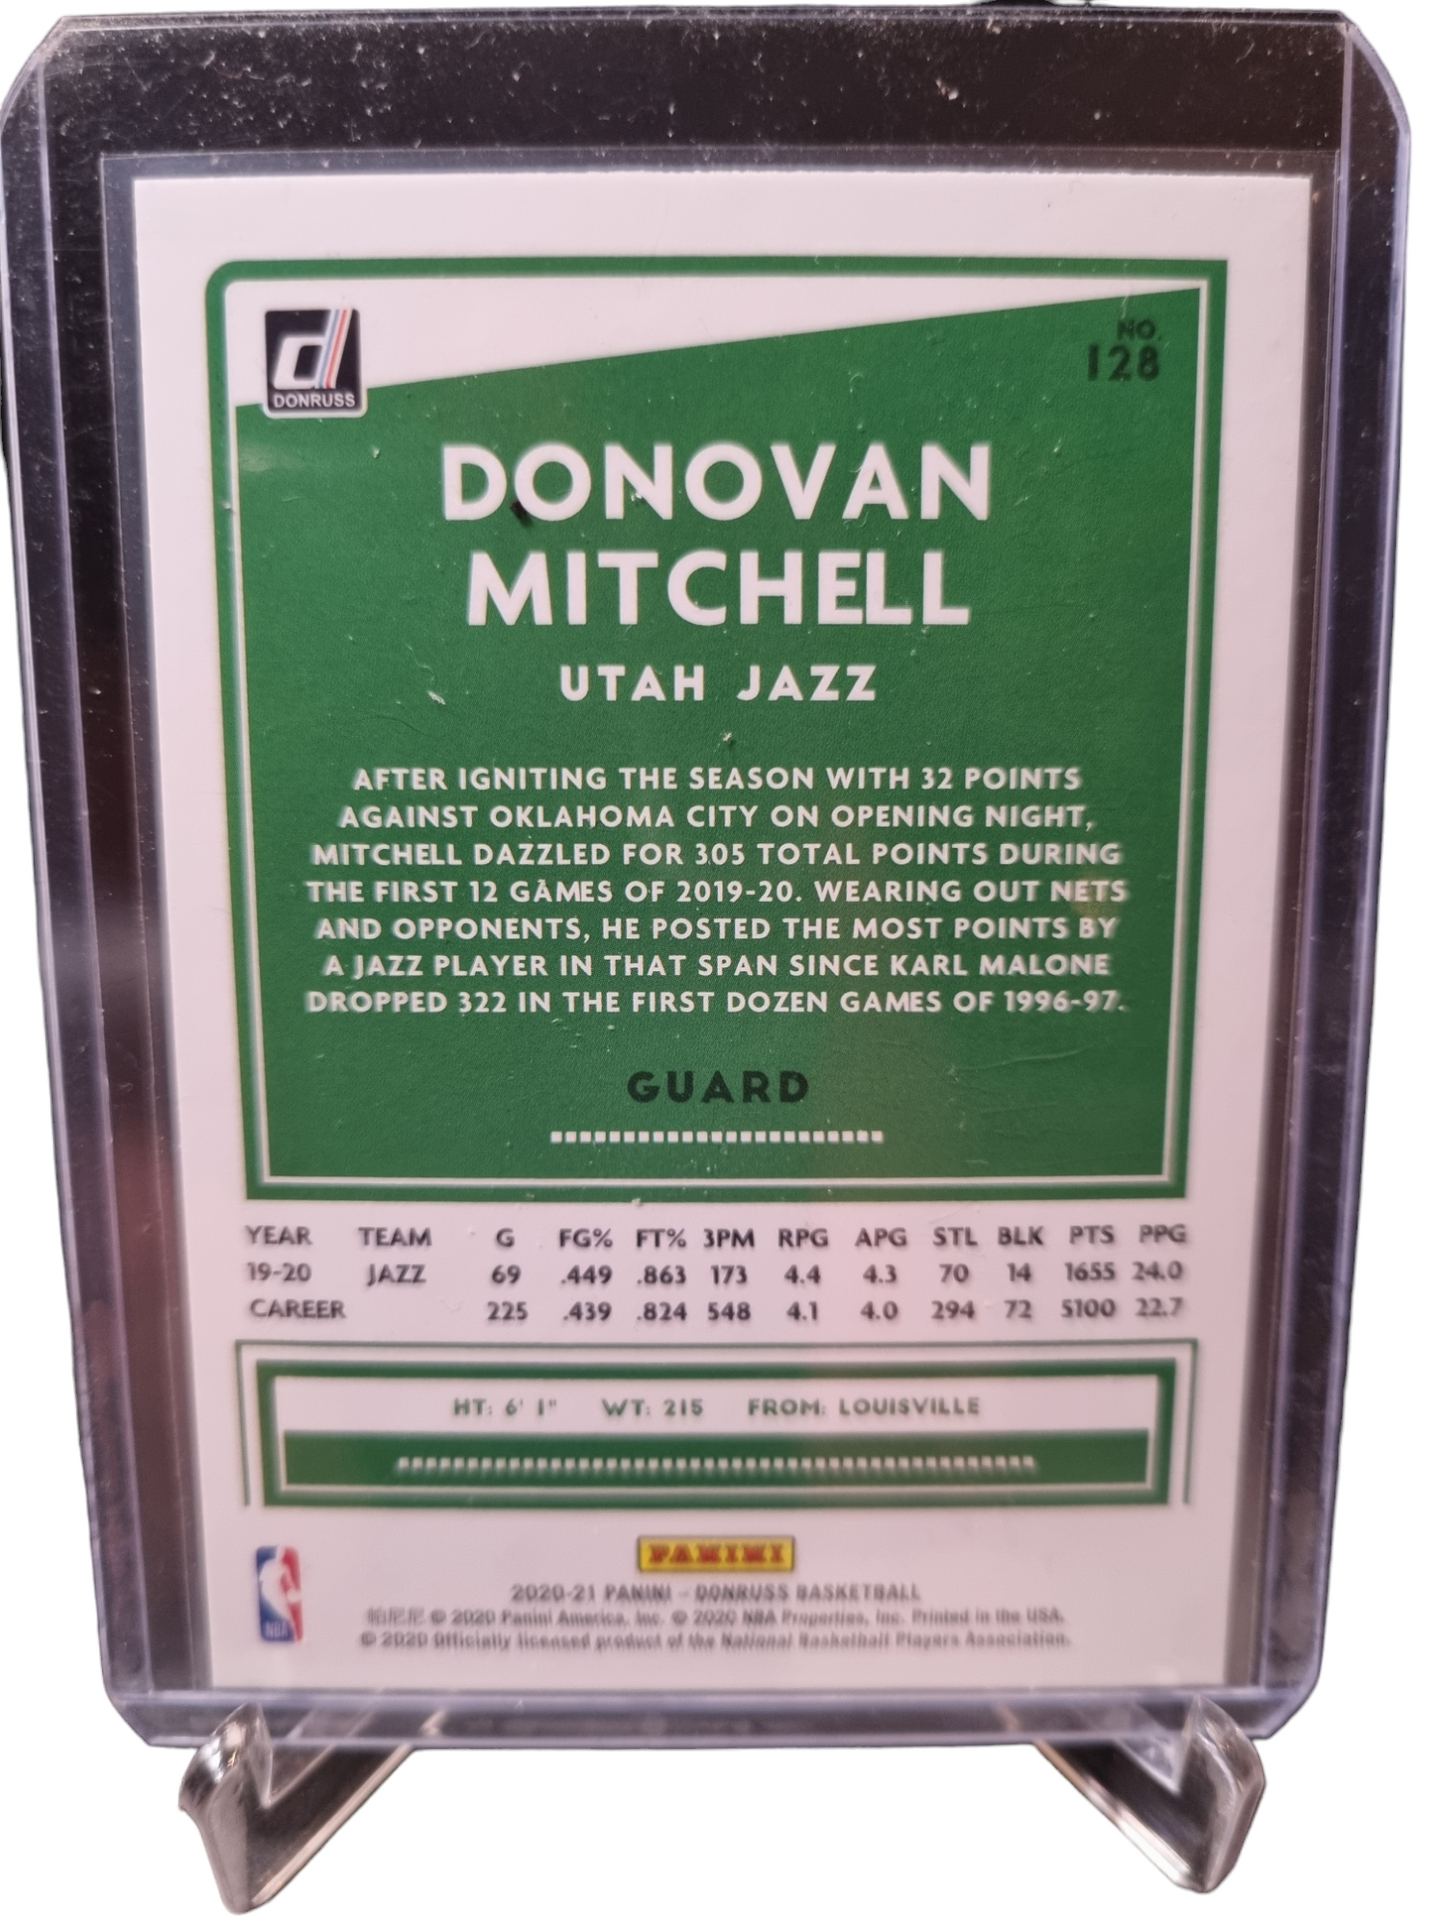 DONRUSS
NO.
128
DONOVAN
MITCHELL
UTAH JAZZ
AFTER IGNITING THE SEASON WITH 32 POINTS
AGAINST OKLAHOMA CITY ON OPENING NIGHT,
MITCHELL DAZZLED FOR 305 TOTAL POINTS DURING
THE FIRST 12 GAMES OF 2019-20. WEARING OUT NETS
AND OPPONENTS, HE POSTED THE MOST POINTS BY
A JAZZ PLAYER IN THAT SPAN SINCE KARL MALONE
DROPPED 322 IN THE FIRST DOZEN GAMES OF 1996-97.
GUARD
YEAR TEAM G FG% FT% 3PM RPG APG STL BLK PTS PPG
19-20 JAZZ 69 .449 .863 173 4.4 4.3 70 14 1655 24.0
CAREER 225 .439 .824 548 4.1 4.0 294 72 5100 22.7
HT: 6' 1" WT: 215 FROM: LOUISVILLE
PANINI
2020-21 PANINI - DONRUSS BASKETBALL
帕尼尼 © 2020 Panini America, Inc. © 2020 NBA Properties, Inc. Printed in the USA.
© 2020 Officially licensed product of the National Basketball Players Association.
NBA